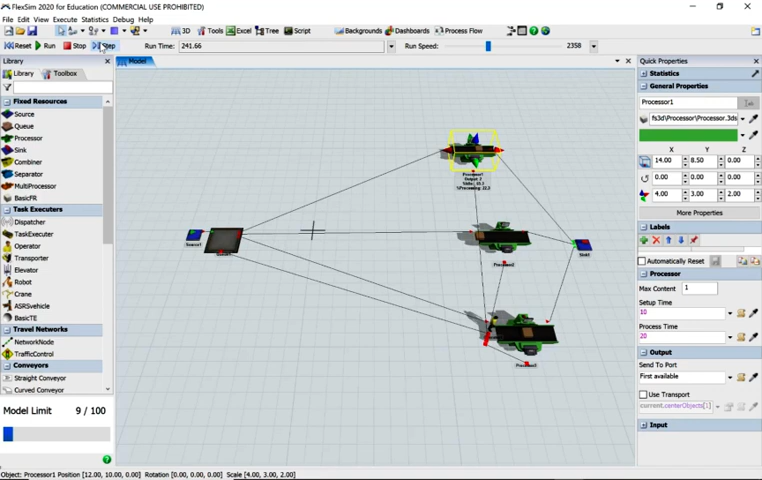 FlexSim 2020 for Education (COMMERCIAL USE PROHIBITED)
File Edit View Execute Statistics Debug Help
3D Tools Excel Tree Script Backgrounds Dashboards Process Flow
Reset Run Stop Step Run Time: 241.66 Run Speed: 2358
Library
Library Toolbox
Fixed Resources
Source
Queue
Processor
Sink
Combiner
Separator
MultiProcessor
BasicFR
Task Executers
Dispatcher
TaskExecuter
Operator
Transporter
Elevator
Robot
Crane
ASRSvehicle
BasicTE
Travel Networks
NetworkNode
TrafficControl
Conveyors
Straight Conveyor
Curved Conveyor
Model Limit 9 / 100
Model
Processor1
Processor2
Quick Properties
Statistics
General Properties
Processor1
fs3d\Processor\Processor.3ds
X Y Z
14.00 8.50 0.00
0.00 0.00 0.00
4.00 3.00 2.00
More Properties
Labels
Automatically Reset
Processor
Max Content 1
Setup Time
10
Process Time
20
Output
Send To Port
First available
Use Transport
current.centerObjects[1]
Input
Object: Processor1 Position [12.00, 10.00, 0.00] Rotation [0.00, 0.00, 0.00] Scale [4.00, 3.00, 2.00]